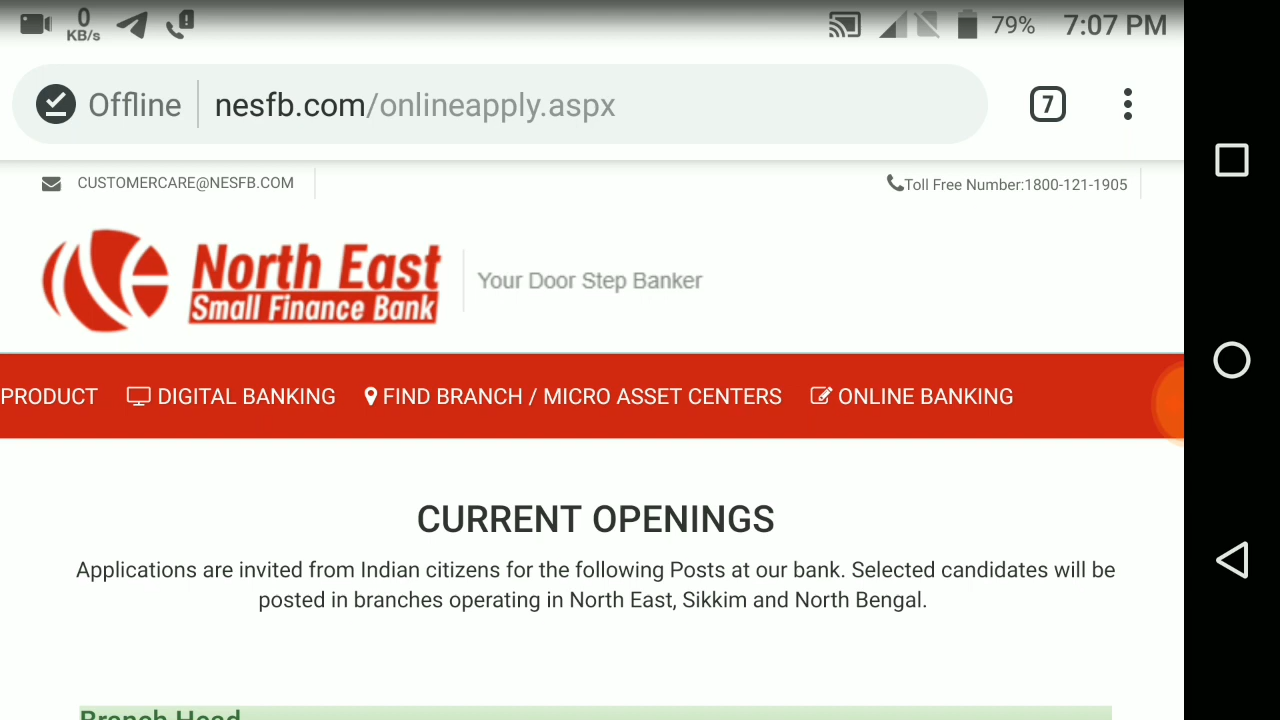 0
KB/s
79%
7:07 PM
Offline
nesfb.com/onlineapply.aspx
7
CUSTOMERCARE@NESFB.COM
Toll Free Number:1800-121-1905
North East
Small Finance Bank
Your Door Step Banker
PRODUCT
DIGITAL BANKING
FIND BRANCH / MICRO ASSET CENTERS
ONLINE BANKING
CURRENT OPENINGS
Applications are invited from Indian citizens for the following Posts at our bank. Selected candidates will be
posted in branches operating in North East, Sikkim and North Bengal.
Branch Head